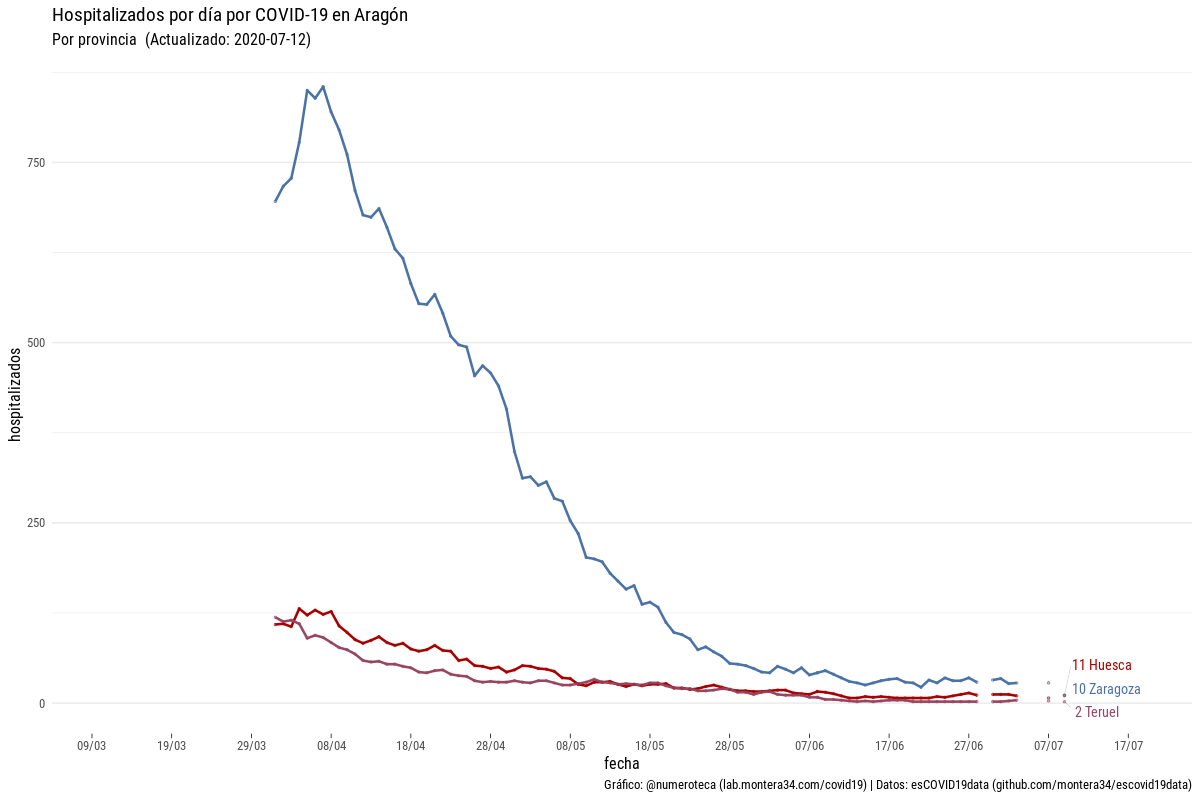 Hospitalizados por día por COVID-19 en Aragón
Por provincia (Actualizado: 2020-07-12)
hospitalizados
750
500
250
0
11 Huesca
10 Zaragoza
2 Teruel
09/03 19/03 29/03 08/04 18/04 28/04 08/05 18/05 28/05 07/06 17/06 27/06 07/07 17/07
fecha
Gráfico: @numeroteca (lab.montera34.com/covid19) | Datos: esCOVID19data (github.com/montera34/escovid19data)